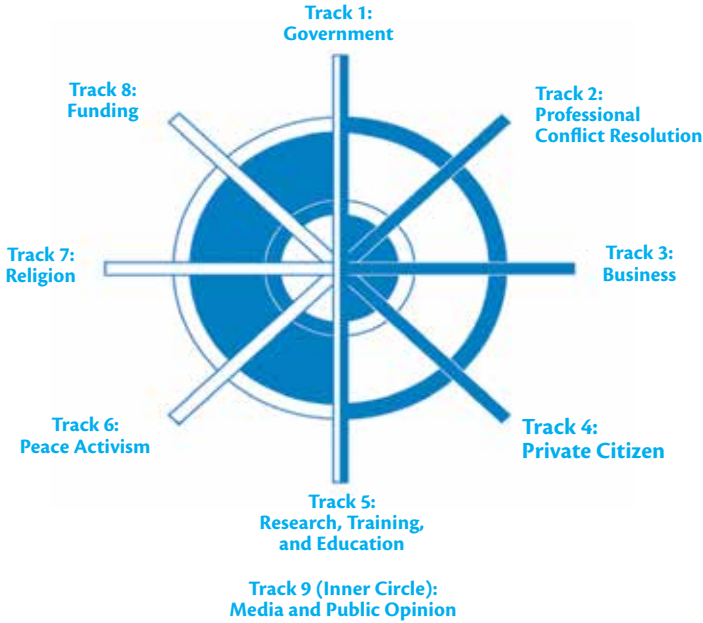 Track 1:
Government
Track 2:
Professional
Conflict Resolution
Track 3:
Business
Track 4:
Private Citizen
Track 5:
Research, Training,
and Education
Track 6:
Peace Activism
Track 7:
Religion
Track 8:
Funding
Track 9 (Inner Circle):
Media and Public Opinion